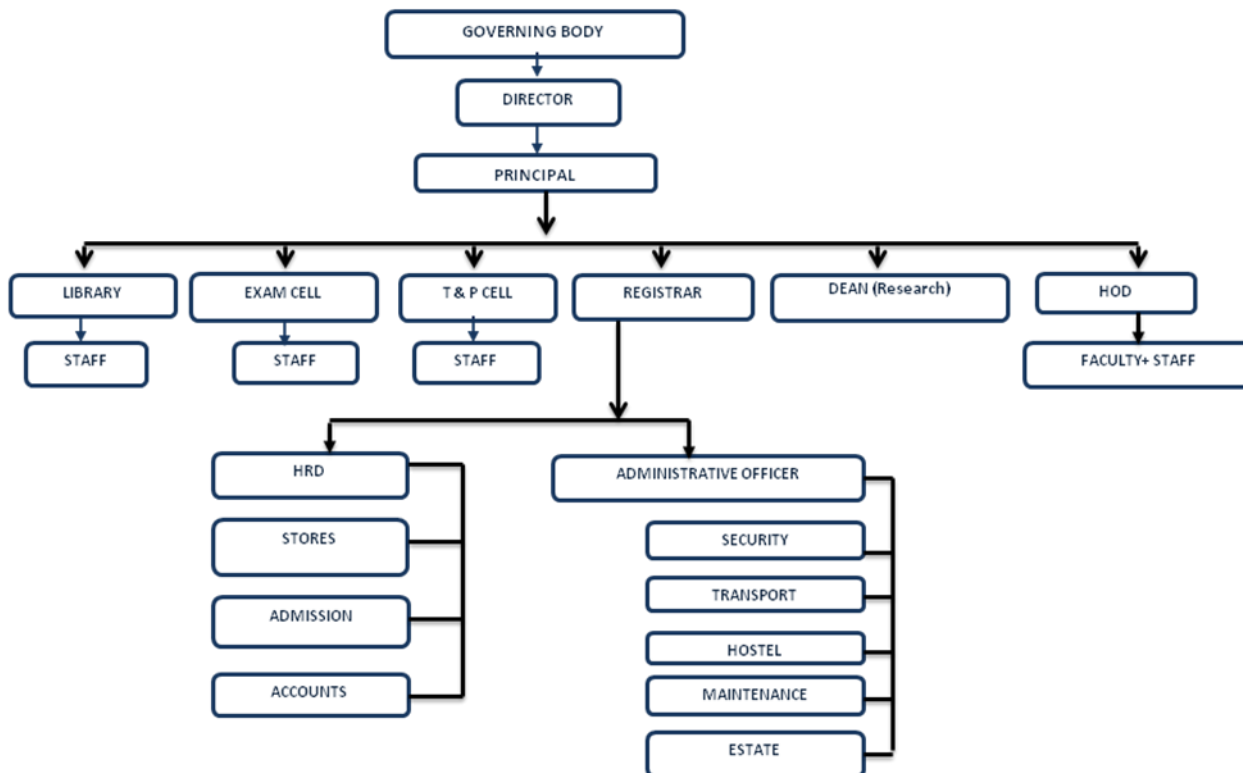 GOVERNING BODY
DIRECTOR
PRINCIPAL
LIBRARY
EXAM CELL
T & P CELL
REGISTRAR
DEAN (Research)
HOD
STAFF
STAFF
STAFF
FACULTY+ STAFF
HRD
ADMINISTRATIVE OFFICER
STORES
SECURITY
TRANSPORT
ADMISSION
HOSTEL
ACCOUNTS
MAINTENANCE
ESTATE